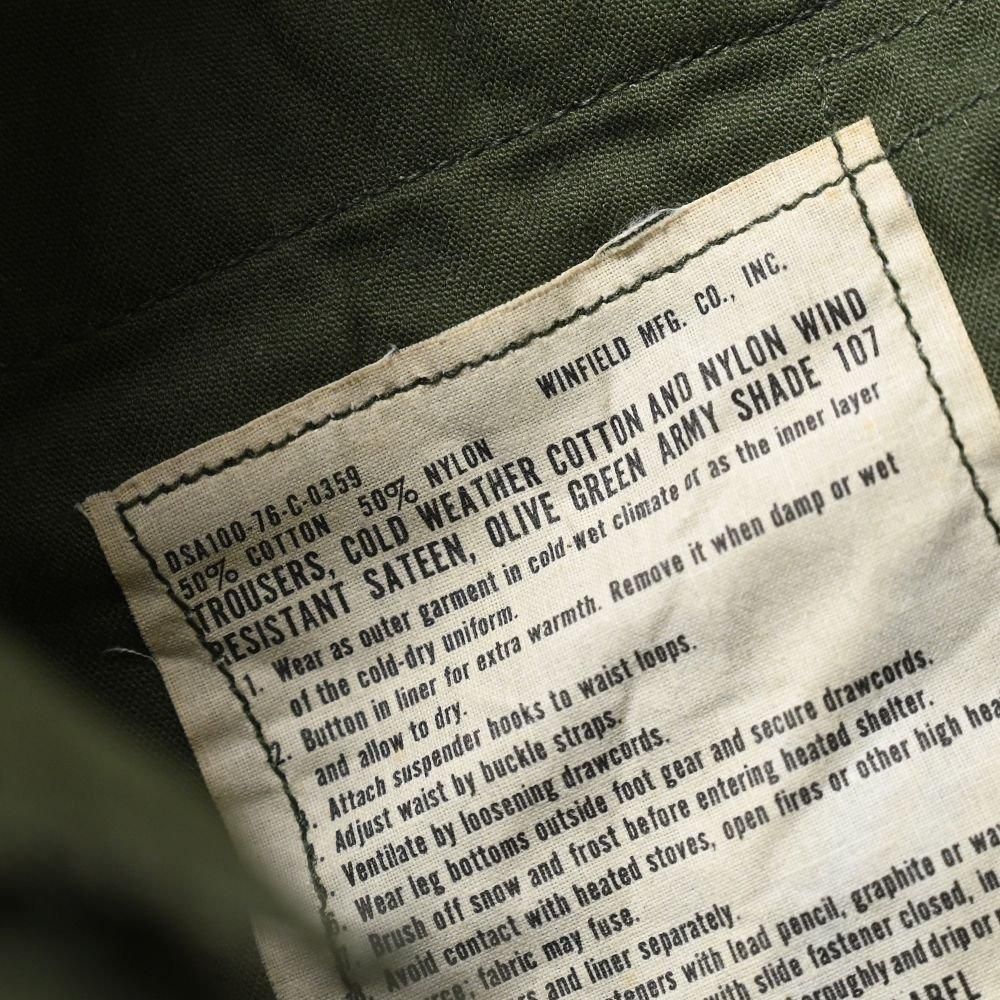 WINFIELD MFG. CO., INC.
DSA100-76-C-0359
50% COTTON 50% NYLON
TROUSERS, COLD WEATHER COTTON AND NYLON WIND
RESISTANT SATEEN, OLIVE GREEN ARMY SHADE 107
1. Wear as outer garment in cold-wet climate or as the inner layer
of the cold-dry uniform.
2. Button in liner for extra warmth. Remove it when damp or wet
and allow to dry.
Attach suspender hooks to waist loops.
Adjust waist by buckle straps.
Ventilate by loosening drawcords.
Wear leg bottoms outside foot gear and secure drawcords.
Brush off snow and frost before entering heated shelter.
Avoid contact with heated stoves, open fires or other high
fabric may fuse.
and liner separately.
with lead pencil, graphite or
with slide fastener closed, in
and drip or